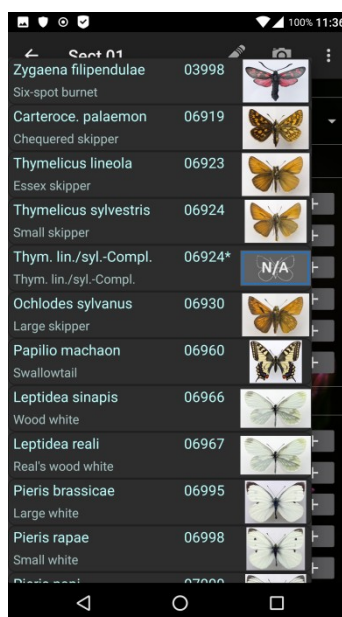 100% 11:36
Sect 01
Zygaena filipendulae 03998
Six-spot burnet
Carteroce. palaemon 06919
Chequered skipper
Thymelicus lineola 06923
Essex skipper
Thymelicus sylvestris 06924
Small skipper
Thym. lin./syl.-Compl. 06924*
N/A
Thym. lin./syl.-Compl.
Ochlodes sylvanus 06930
Large skipper
Papilio machaon 06960
Swallowtail
Leptidea sinapis 06966
Wood white
Leptidea reali 06967
Real's wood white
Pieris brassicae 06995
Large white
Pieris rapae 06998
Small white